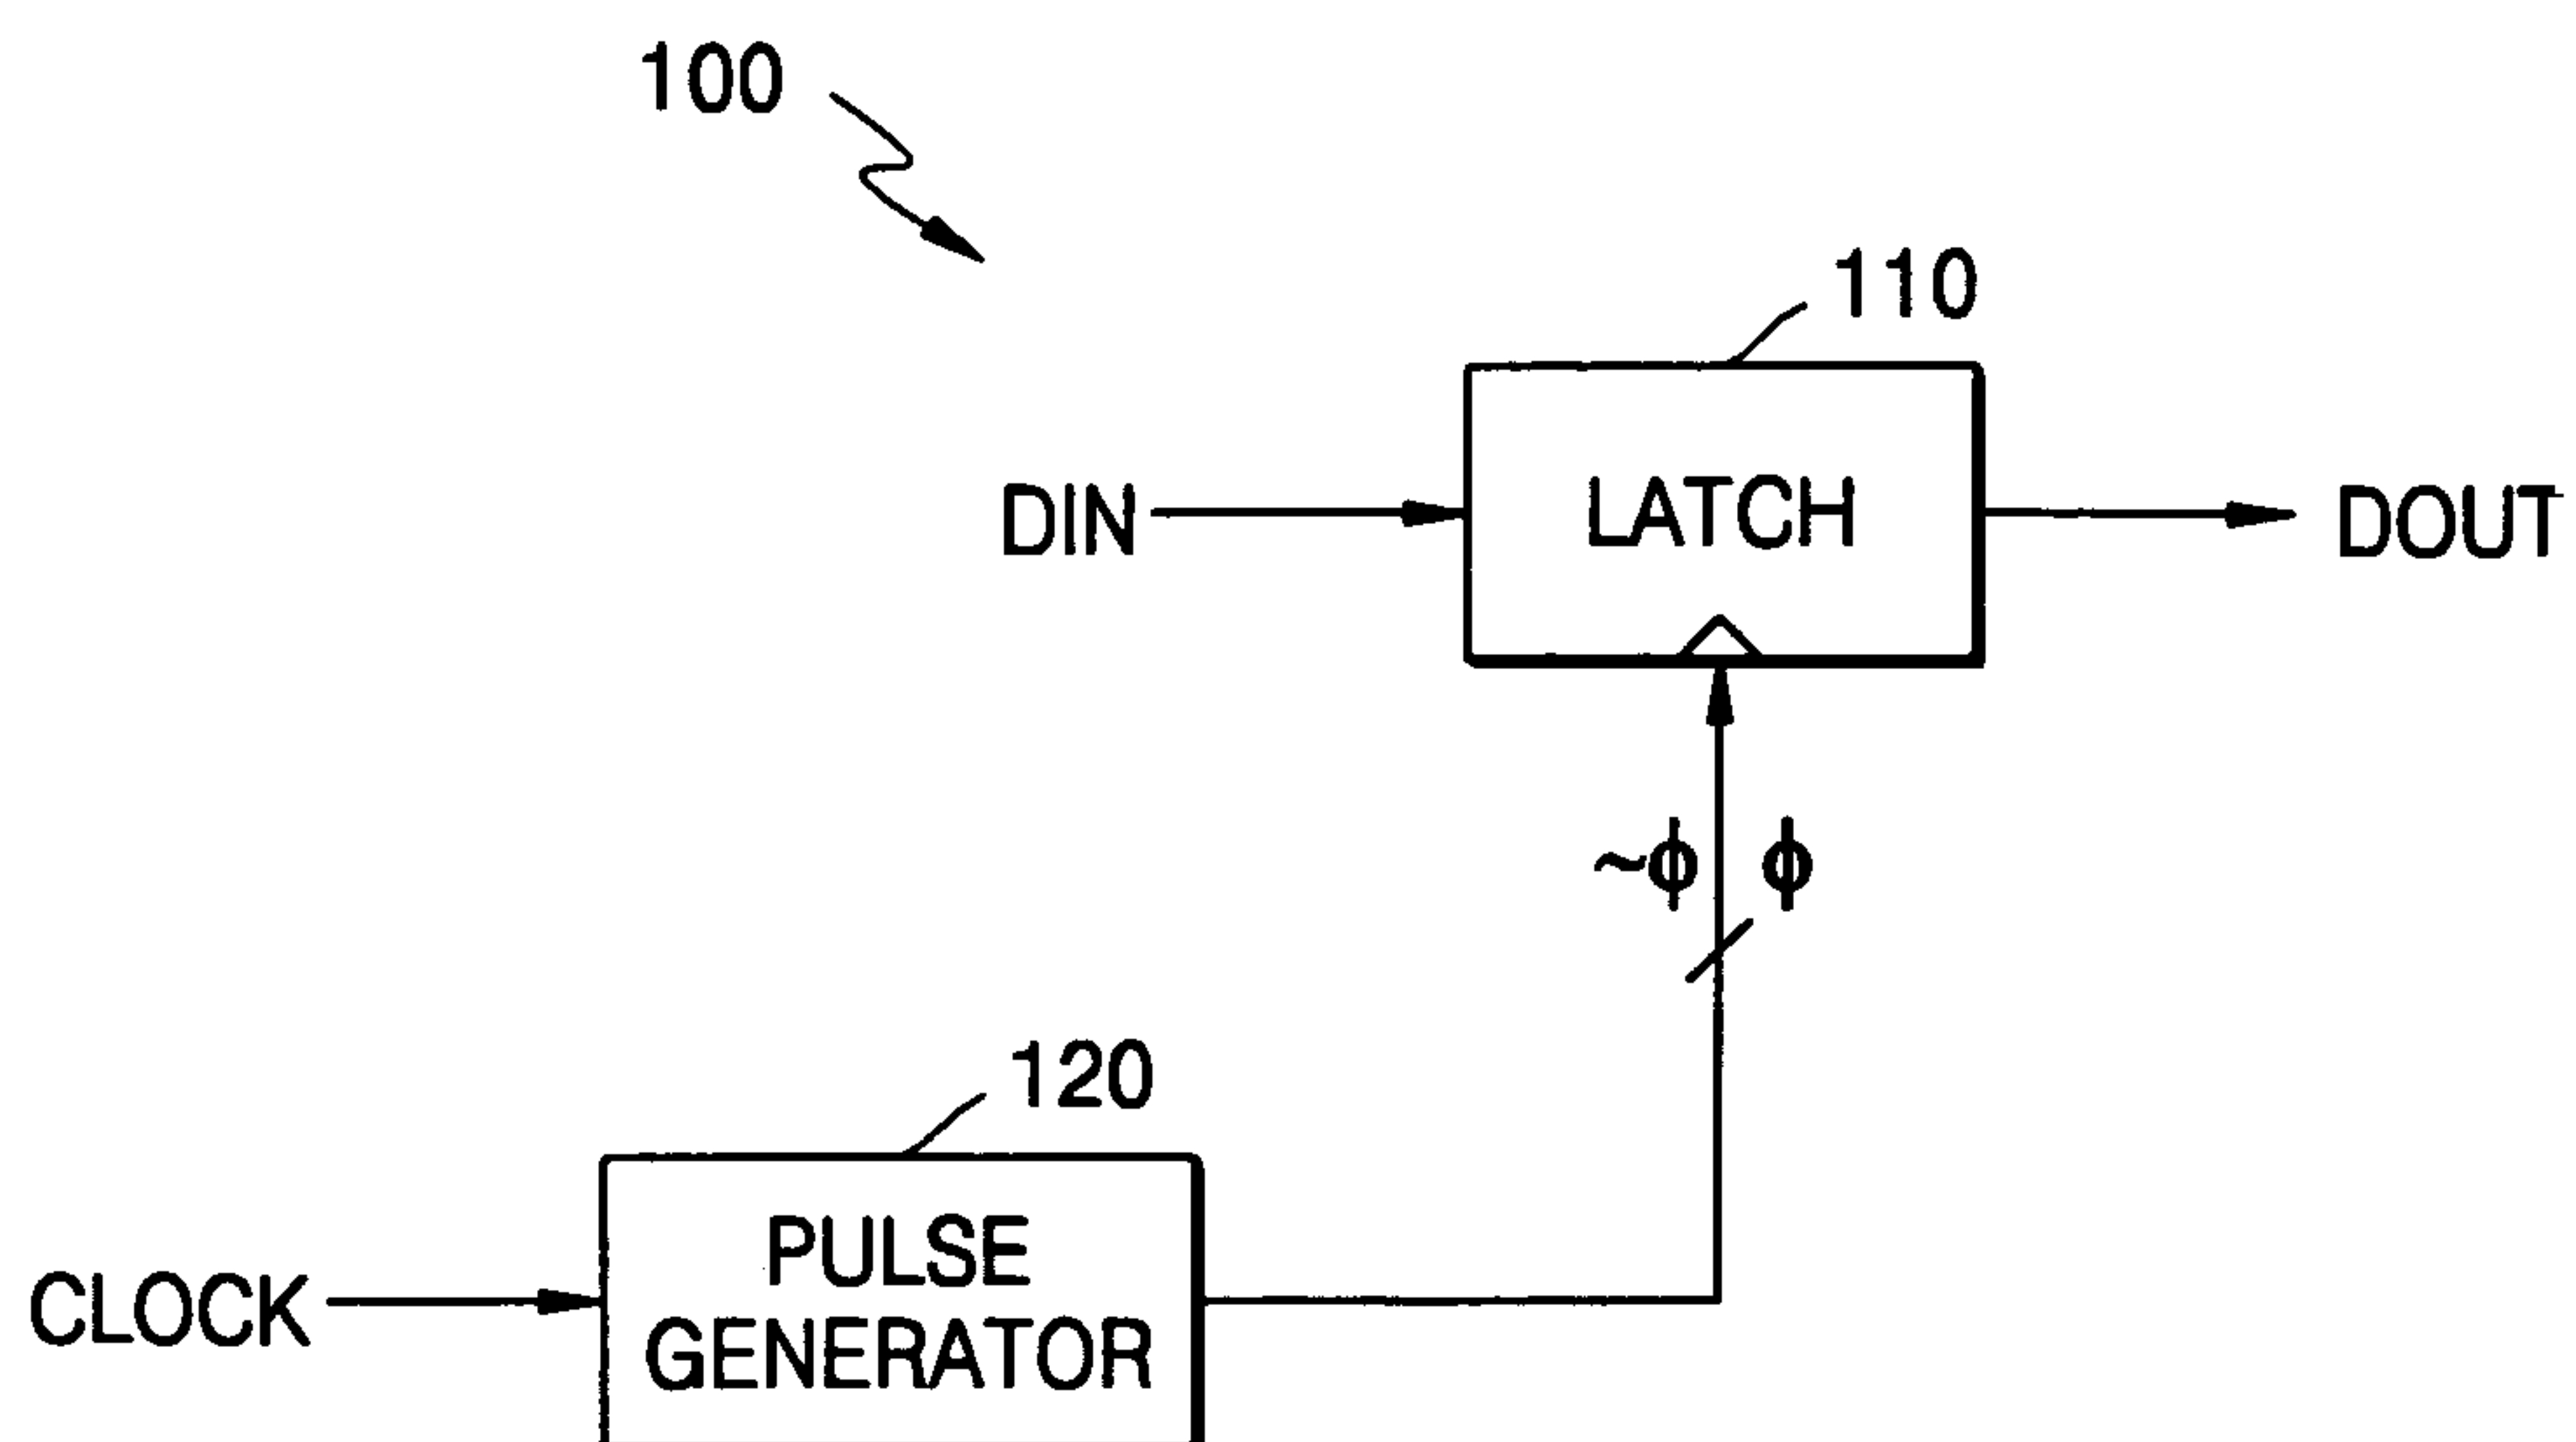 100
110
DIN
LATCH
DOUT
~ϕ ϕ
120
CLOCK
PULSE
GENERATOR